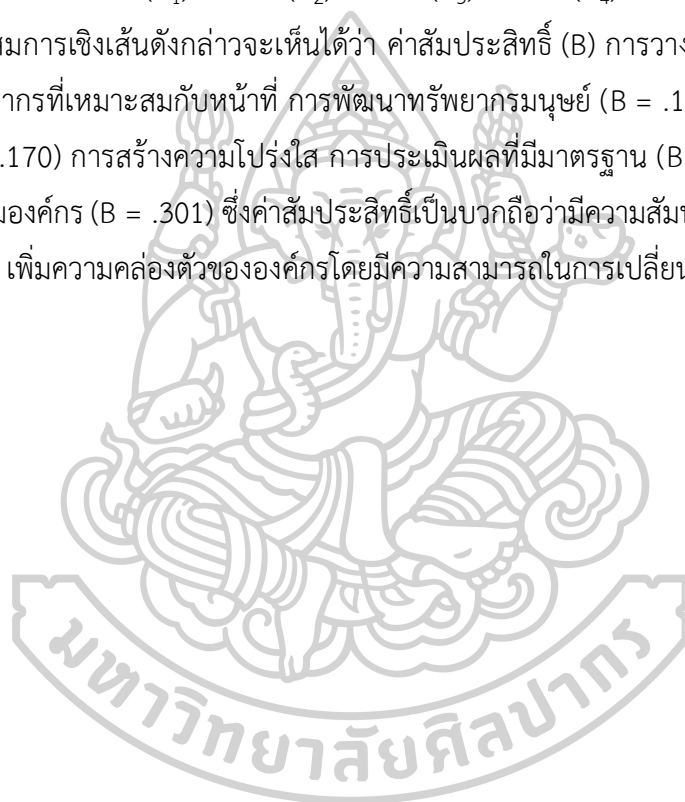 สมการเชิงเส้นดังกล่าวจะเห็นได้ว่า ค่าสัมประสิทธิ์ (B) การวาง
ากรที่เหมาะสมกับหน้าที่ การพัฒนาทรัพยากรมนุษย์ (B = .1
.170) การสร้างความโปร่งใส การประเมินผลที่มีมาตรฐาน (B
องค์กร (B = .301) ซึ่งค่าสัมประสิทธิ์เป็นบวกถือว่ามีความสัม
เพิ่มความคล่องตัวขององค์กรโดยมีความสามารถในการเปลี่ยน
มหาวิทยาลัยศิลปากร